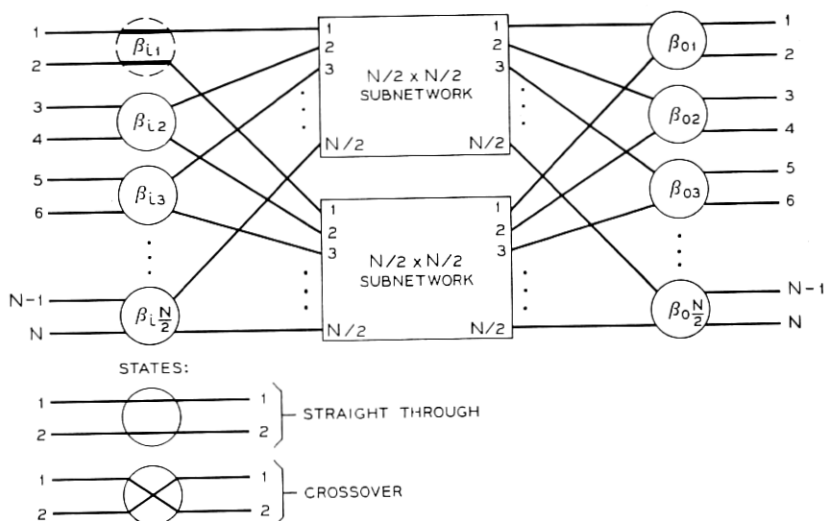 1 βi1 1 1 βo1 1
2 2 2 2
3 N/2 x N/2 3
SUBNETWORK
3 βi2 βo2 3
4 4
N/2 N/2
5 βi3 βo3 5
6 6
1 1
2 2
3 N/2 x N/2 3
SUBNETWORK
N-1 βi N/2 βo N/2 N-1
N N/2 N/2 N
STATES:
1 1
STRAIGHT THROUGH
2 2
1 1
CROSSOVER
2 2